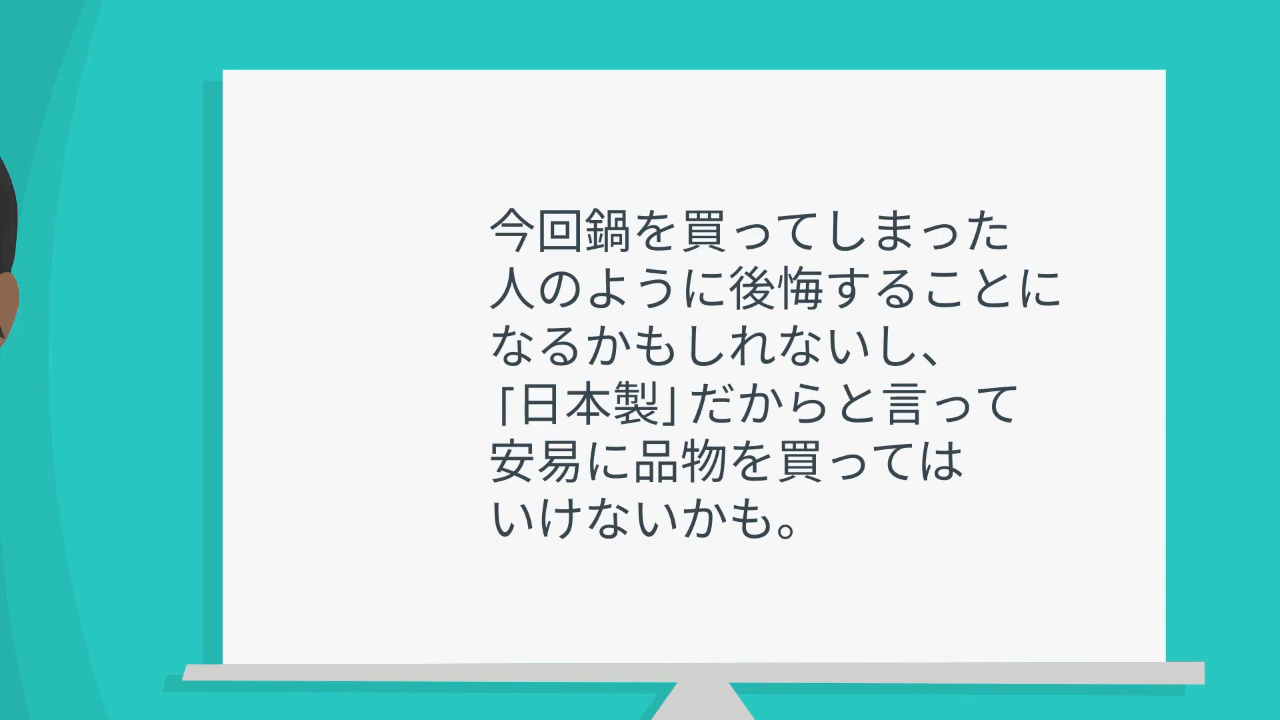 今回鍋を買ってしまった
人のように後悔することに
なるかもしれないし、
「日本製」だからと言って
安易に品物を買っては
いけないかも。